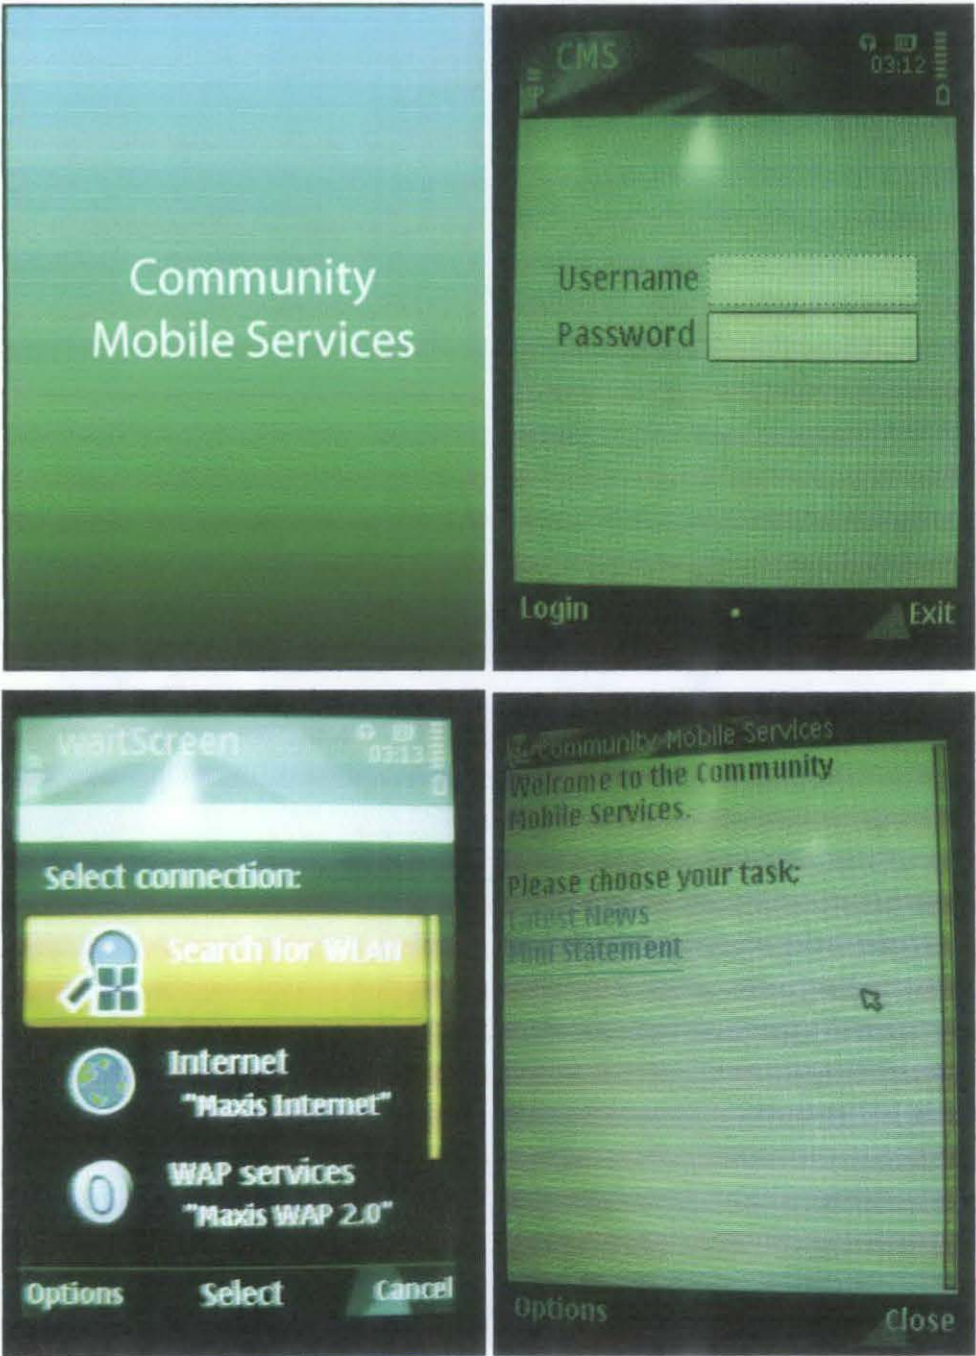 Community
Mobile Services
CMS
03:12
Username
Password
Login
Exit
waitScreen
03:13
Select connection:
Search for WLAN
Internet
"Maxis Internet"
WAP services
"Maxis WAP 2.0"
Options
Select
Cancel
Community Mobile Services
Welcome to the Community
Mobile Services.
Please choose your task:
Latest News
Mini Statement
Options
Close